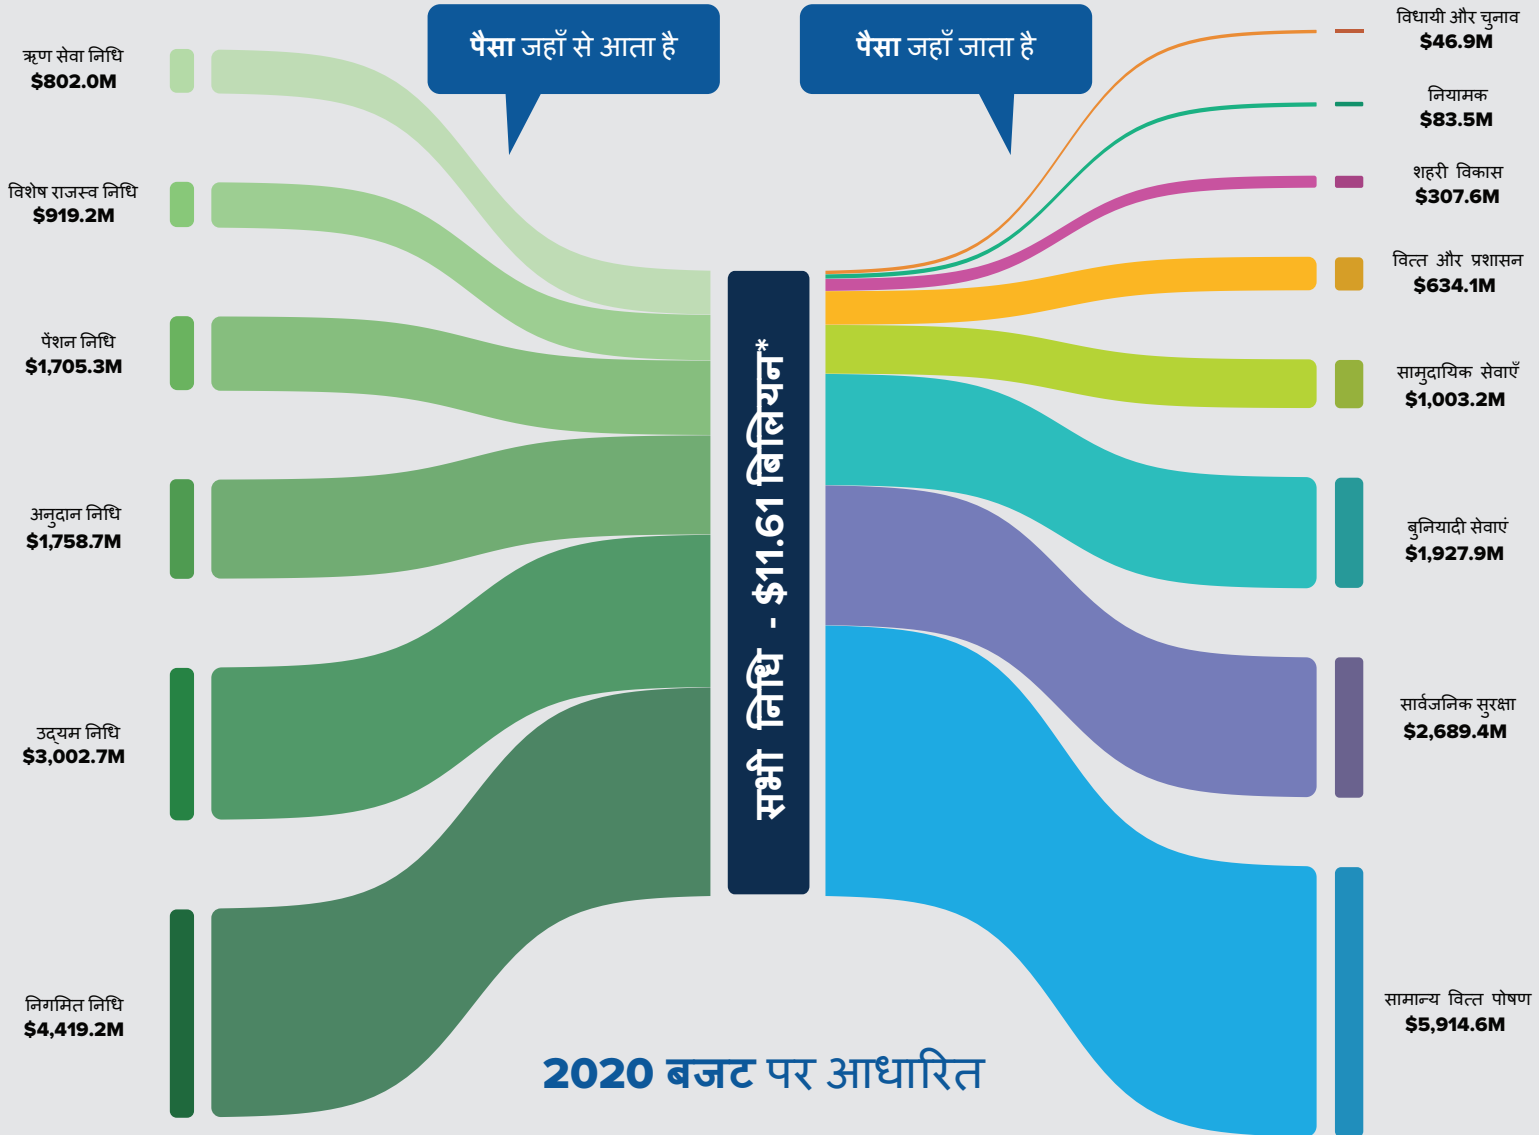 पैसा जहाँ से आता है
ऋण सेवा निधि
$802.0M
विशेष राजस्व निधि
$919.2M
पेंशन निधि
$1,705.3M
अनुदान निधि
$1,758.7M
उद्यम निधि
$3,002.7M
निगमित निधि
$4,419.2M
सभी निधि - $11.61 बिलियन*
पैसा जहाँ जाता है
विधायी और चुनाव
$46.9M
नियामक
$83.5M
शहरी विकास
$307.6M
वित्त और प्रशासन
$634.1M
सामुदायिक सेवाएँ
$1,003.2M
बुनियादी सेवाएं
$1,927.9M
सार्वजनिक सुरक्षा
$2,689.4M
सामान्य वित्त पोषण
$5,914.6M
2020 बजट पर आधारित